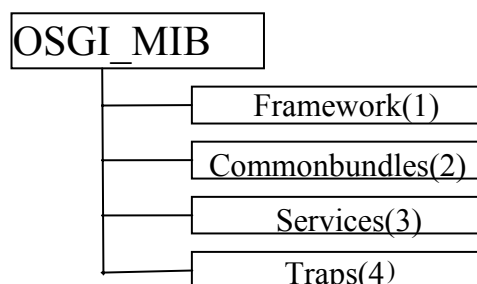 OSGI_MIB
Framework(1)
Commonbundles(2)
Services(3)
Traps(4)